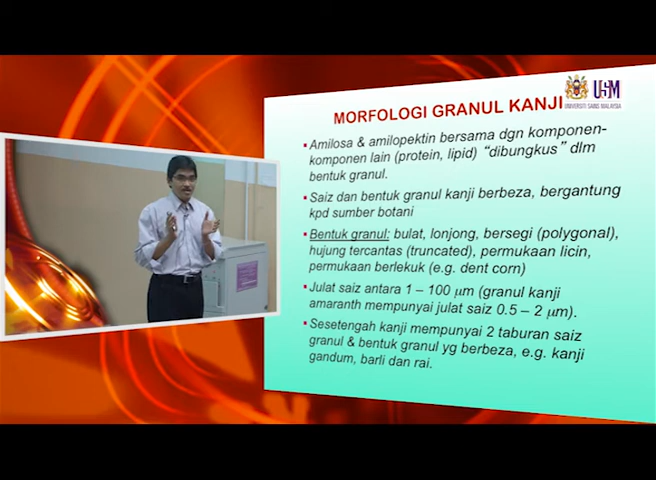 USM
UNIVERSITI SAINS MALAYSIA
MORFOLOGI GRANUL KANJI
▪ Amilosa & amilopektin bersama dgn komponen-
komponen lain (protein, lipid) “dibungkus” dlm
bentuk granul.
▪ Saiz dan bentuk granul kanji berbeza, bergantung
kpd sumber botani
▪ Bentuk granul: bulat, lonjong, bersegi (polygonal),
hujung tercantas (truncated), permukaan licin,
permukaan berlekuk (e.g. dent corn)
▪ Julat saiz antara 1 – 100 μm (granul kanji
amaranth mempunyai julat saiz 0.5 – 2 μm).
▪ Sesetengah kanji mempunyai 2 taburan saiz
granul & bentuk granul yg berbeza, e.g. kanji
gandum, barli dan rai.